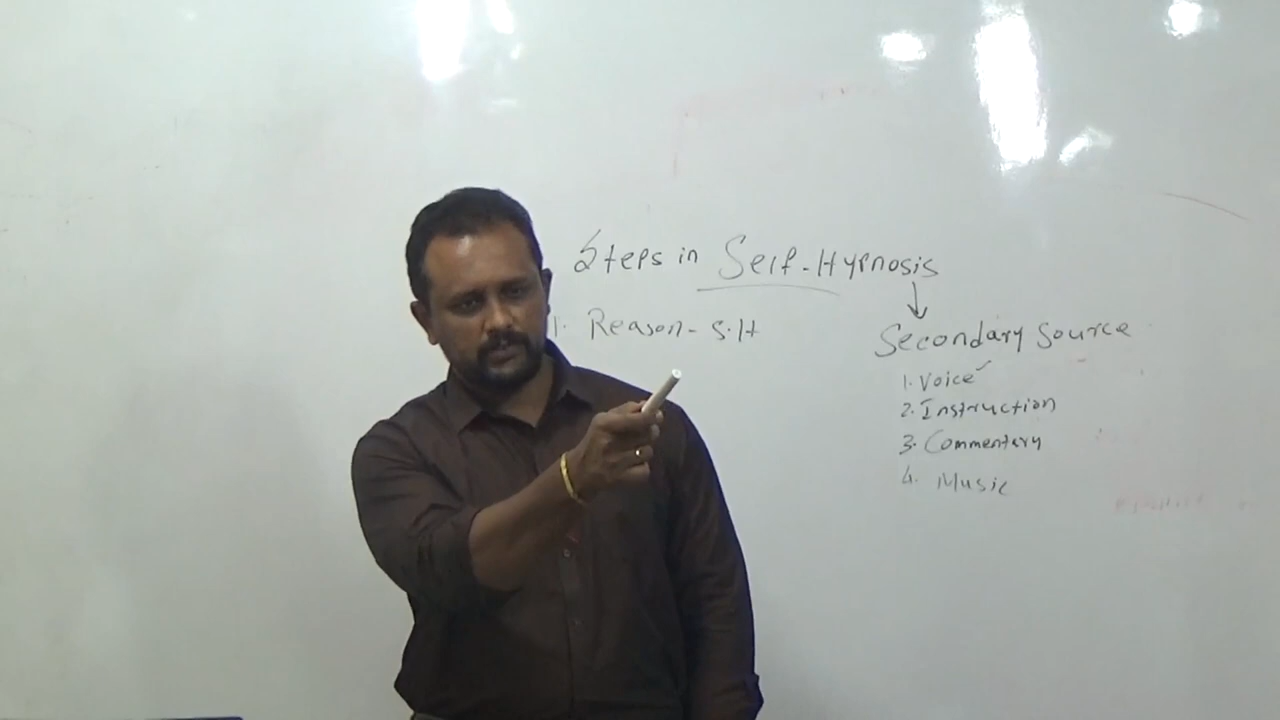 Steps in Self-Hypnosis
1. Reason - S.H
↓
Secondary Source
1. Voice ✓
2. Instruction
3. Commentary
4. Music